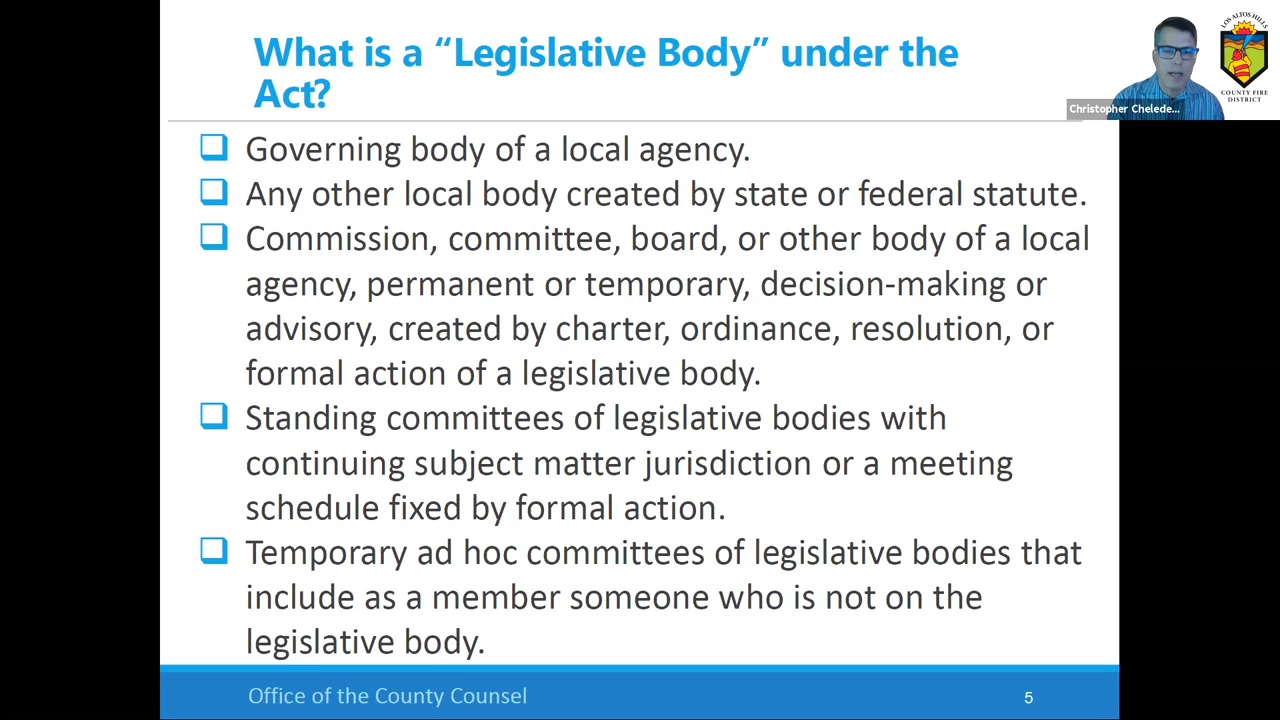 What is a “Legislative Body” under the
Act?
LOS ALTOS HILLS
COUNTY FIRE
DISTRICT
Christopher Chelede...
Governing body of a local agency.
Any other local body created by state or federal statute.
Commission, committee, board, or other body of a local
agency, permanent or temporary, decision-making or
advisory, created by charter, ordinance, resolution, or
formal action of a legislative body.
Standing committees of legislative bodies with
continuing subject matter jurisdiction or a meeting
schedule fixed by formal action.
Temporary ad hoc committees of legislative bodies that
include as a member someone who is not on the
legislative body.
Office of the County Counsel
5